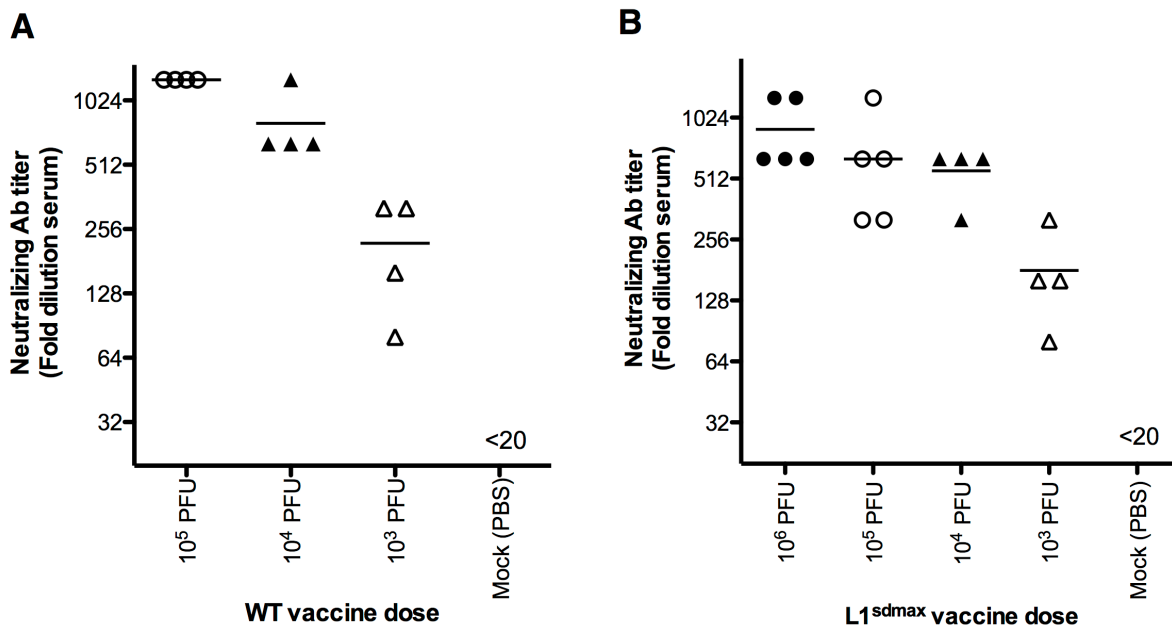 A
Neutralizing Ab titer
(Fold dilution serum)
1024
512
256
128
64
32
<20
10⁵ PFU
10⁴ PFU
10³ PFU
Mock (PBS)
WT vaccine dose
B
Neutralizing Ab titer
(Fold dilution serum)
1024
512
256
128
64
32
<20
10⁶ PFU
10⁵ PFU
10⁴ PFU
10³ PFU
Mock (PBS)
L1ˢᵈᵐᵃˣ vaccine dose